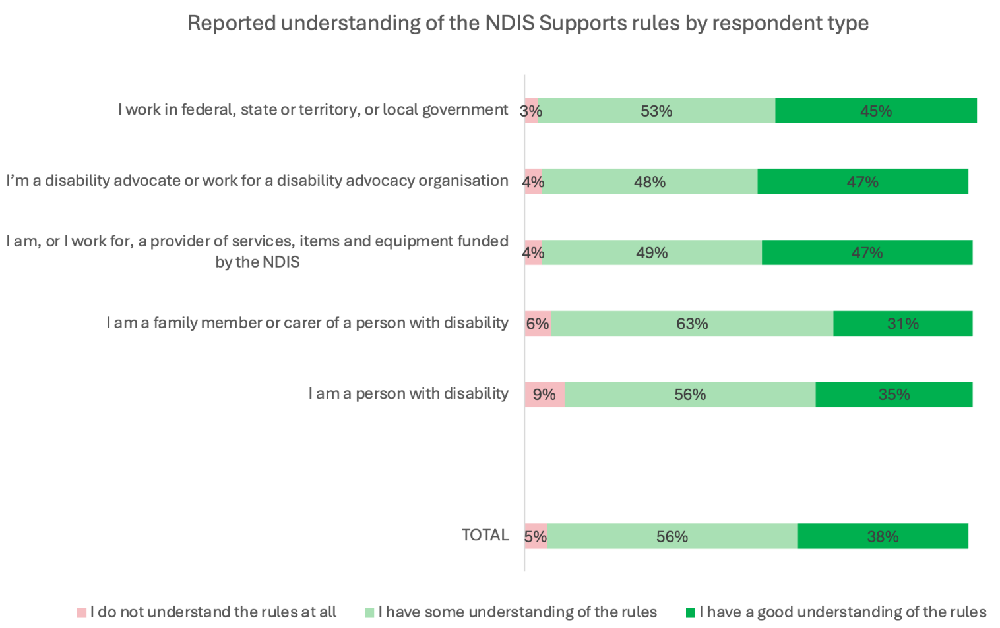 Reported understanding of the NDIS Supports rules by respondent type
I work in federal, state or territory, or local government
3% 53% 45%
I’m a disability advocate or work for a disability advocacy organisation
4% 48% 47%
I am, or I work for, a provider of services, items and equipment funded
by the NDIS
4% 49% 47%
I am a family member or carer of a person with disability
6% 63% 31%
I am a person with disability
9% 56% 35%
TOTAL
5% 56% 38%
I do not understand the rules at all
I have some understanding of the rules
I have a good understanding of the rules